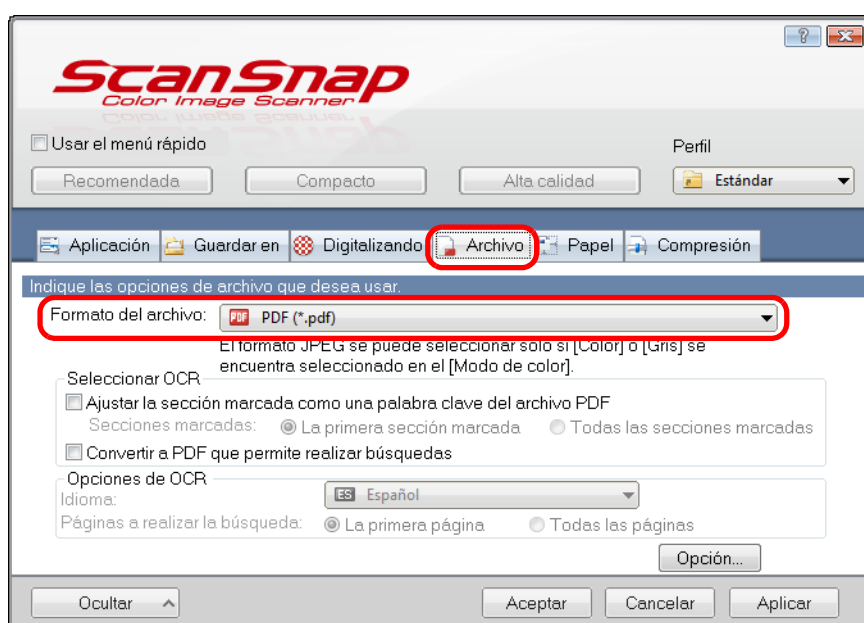 ?
ScanSnap
Color Image Scanner
Usar el menú rápido
Perfil
Recomendada Compacto Alta calidad Estándar
Aplicación Guardar en Digitalizando Archivo Papel Compresión
Indique las opciones de archivo que desea usar.
Formato del archivo: PDF PDF (*.pdf)
El formato JPEG se puede seleccionar solo si [Color] o [Gris] se
encuentra seleccionado en el [Modo de color].
Seleccionar OCR
Ajustar la sección marcada como una palabra clave del archivo PDF
Secciones marcadas: La primera sección marcada Todas las secciones marcadas
Convertir a PDF que permite realizar búsquedas
Opciones de OCR
Idioma: ES Español
Páginas a realizar la búsqueda: La primera página Todas las páginas
Opción...
Ocultar Aceptar Cancelar Aplicar